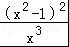 (x²-1)²
x³